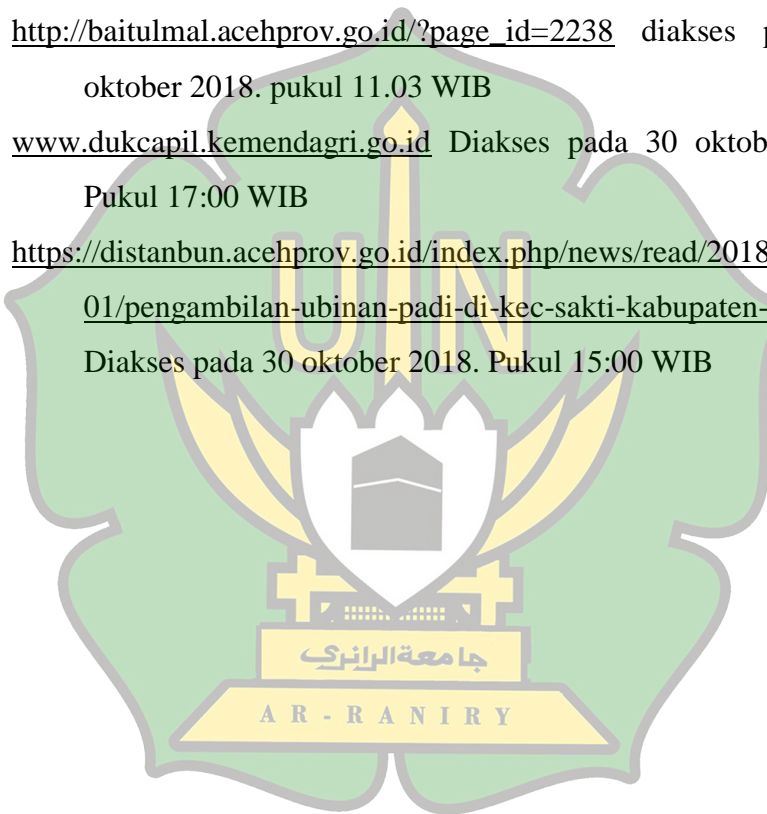 http://baitulmal.acehprov.go.id/?page_id=2238 diakses
oktober 2018. pukul 11.03 WIB
www.dukcapil.kemendagri.go.id Diakses pada 30 oktob
Pukul 17:00 WIB
https://distanbun.acehprov.go.id/index.php/news/read/2018
01/pengambilan-ubinan-padi-di-kec-sakti-kabupaten-
Diakses pada 30 oktober 2018. Pukul 15:00 WIB
UIN
جامعة الرانري
AR-RANIRY